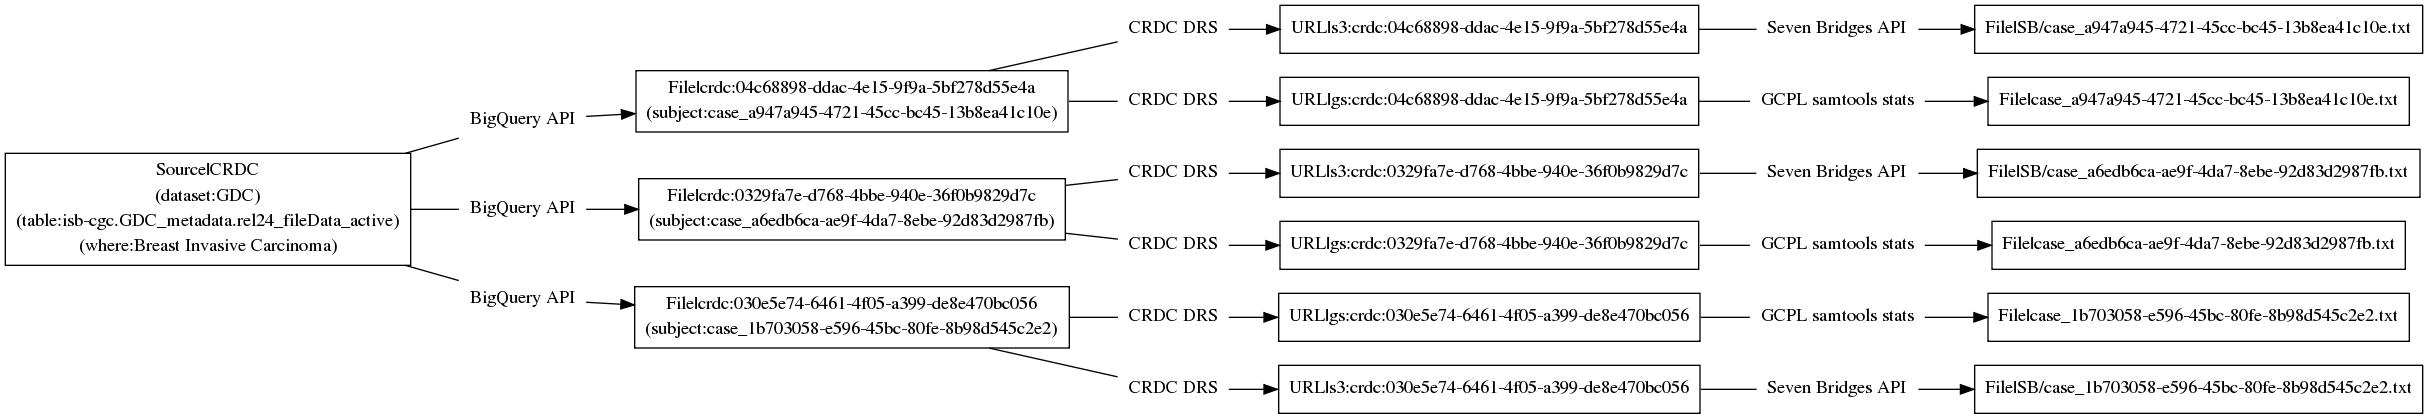 Source|CRDC
(dataset:GDC)
(table:isb-cgc.GDC_metadata.rel24_fileData_active)
(where:Breast Invasive Carcinoma)
BigQuery API
File|crdc:04c68898-ddac-4e15-9f9a-5bf278d55e4a
(subject:case_a947a945-4721-45cc-bc45-13b8ea41c10e)
CRDC DRS
URL|s3:crdc:04c68898-ddac-4e15-9f9a-5bf278d55e4a
Seven Bridges API
File|SB/case_a947a945-4721-45cc-bc45-13b8ea41c10e.txt
CRDC DRS
URL|gs:crdc:04c68898-ddac-4e15-9f9a-5bf278d55e4a
GCPL samtools stats
File|case_a947a945-4721-45cc-bc45-13b8ea41c10e.txt
BigQuery API
File|crdc:0329fa7e-d768-4bbe-940e-36f0b9829d7c
(subject:case_a6edb6ca-ae9f-4da7-8ebe-92d83d2987fb)
CRDC DRS
URL|s3:crdc:0329fa7e-d768-4bbe-940e-36f0b9829d7c
Seven Bridges API
File|SB/case_a6edb6ca-ae9f-4da7-8ebe-92d83d2987fb.txt
CRDC DRS
URL|gs:crdc:0329fa7e-d768-4bbe-940e-36f0b9829d7c
GCPL samtools stats
File|case_a6edb6ca-ae9f-4da7-8ebe-92d83d2987fb.txt
BigQuery API
File|crdc:030e5e74-6461-4f05-a399-de8e470bc056
(subject:case_1b703058-e596-45bc-80fe-8b98d545c2e2)
CRDC DRS
URL|gs:crdc:030e5e74-6461-4f05-a399-de8e470bc056
GCPL samtools stats
File|case_1b703058-e596-45bc-80fe-8b98d545c2e2.txt
CRDC DRS
URL|s3:crdc:030e5e74-6461-4f05-a399-de8e470bc056
Seven Bridges API
File|SB/case_1b703058-e596-45bc-80fe-8b98d545c2e2.txt